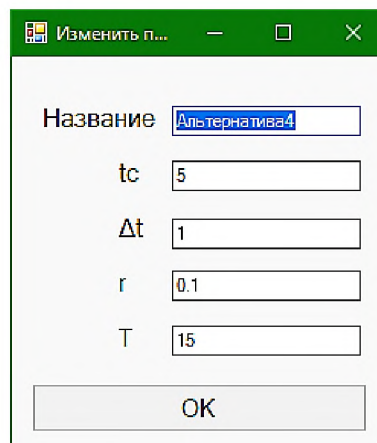 Изменить п...
Название Альтернатива4
tc 5
Δt 1
r 0.1
T 15
OK